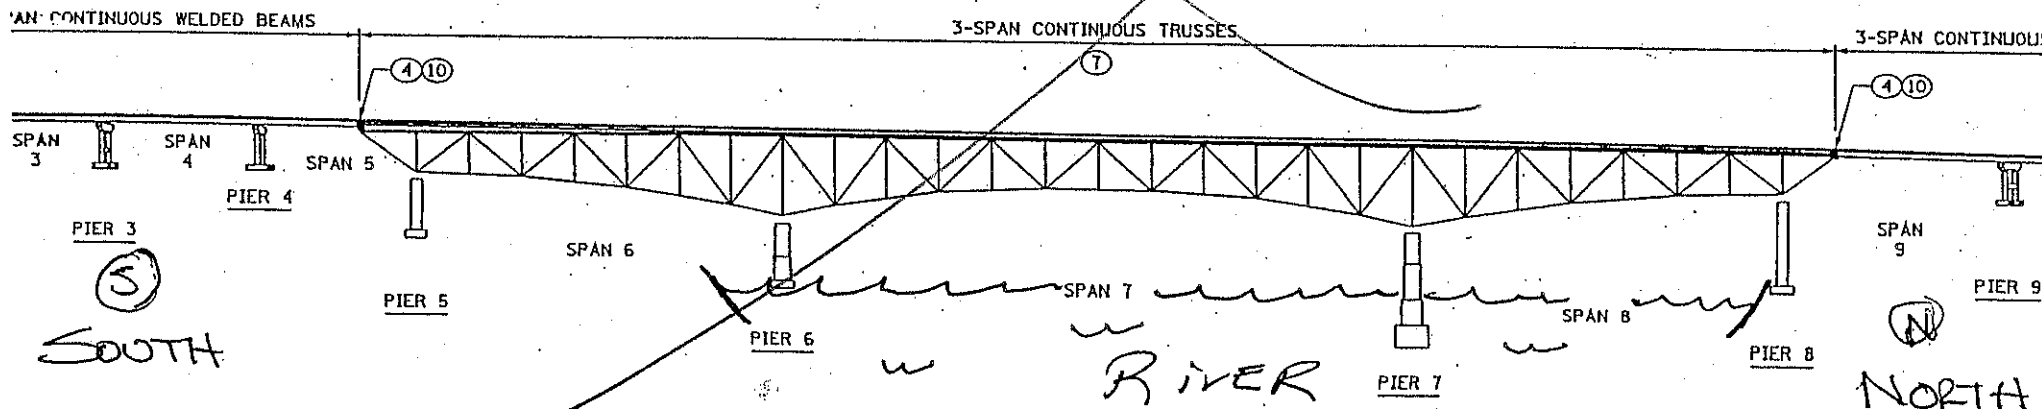 'AN CONTINUOUS WELDED BEAMS
3-SPAN CONTINUOUS TRUSSES
3-SPAN CONTINUOUS
7
4 10
4 10
SPAN 3
SPAN 4
SPAN 5
PIER 4
PIER 3
SPAN 6
SPAN 9
S
SOUTH
PIER 5
SPAN 7
SPAN 8
PIER 9
PIER 6
RIVER
PIER 7
PIER 8
N
NORTH